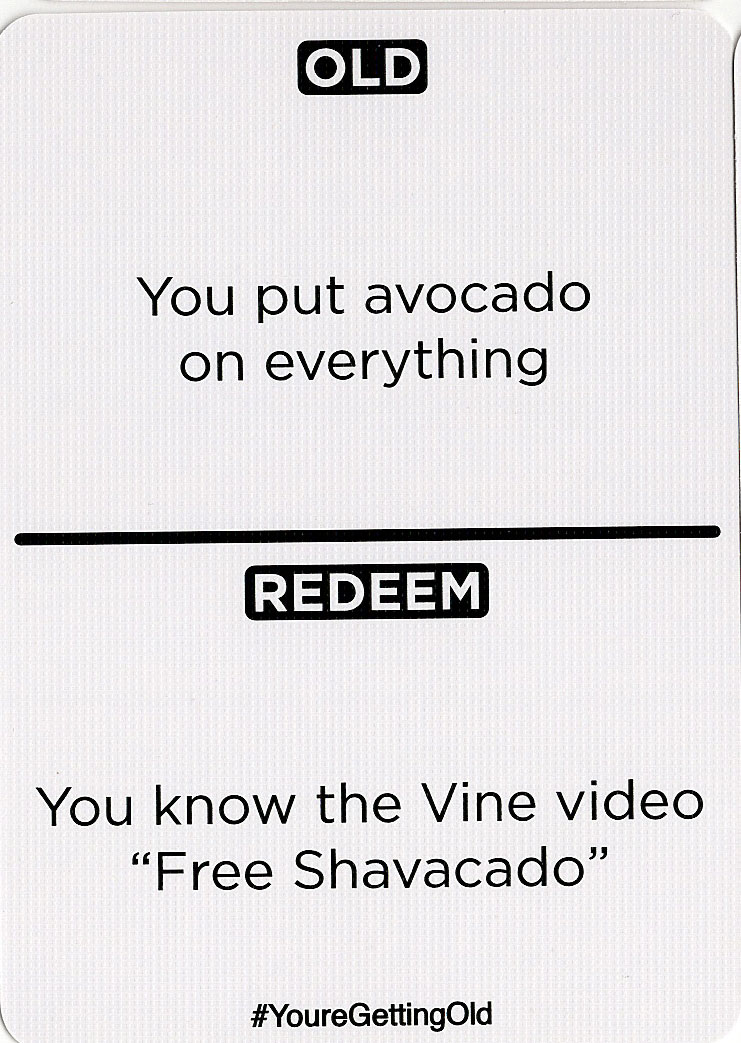 OLD
You put avocado
on everything
REDEEM
You know the Vine video
“Free Shavacado”
#YoureGettingOld